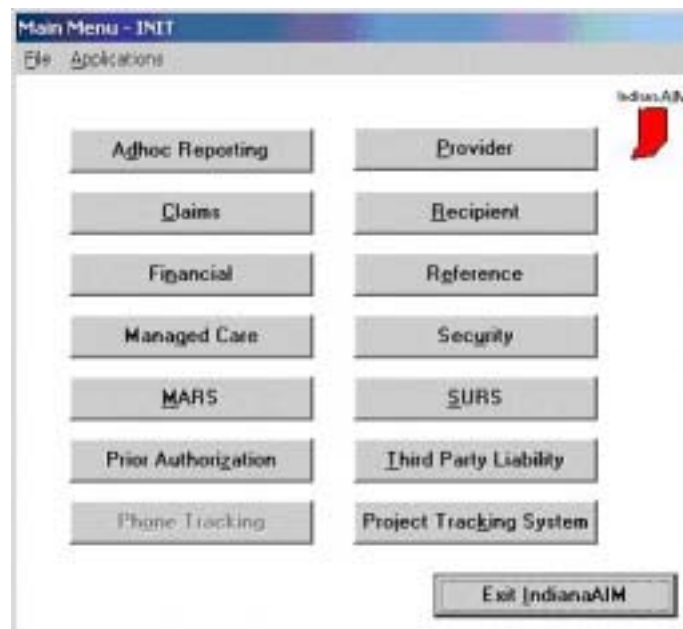 Main Menu - INIT
File Applications
IndianaAIM
Adhoc Reporting Provider
Claims Recipient
Financial Reference
Managed Care Security
MARS SURS
Prior Authorization Third Party Liability
Phone Tracking Project Tracking System
Exit IndianaAIM